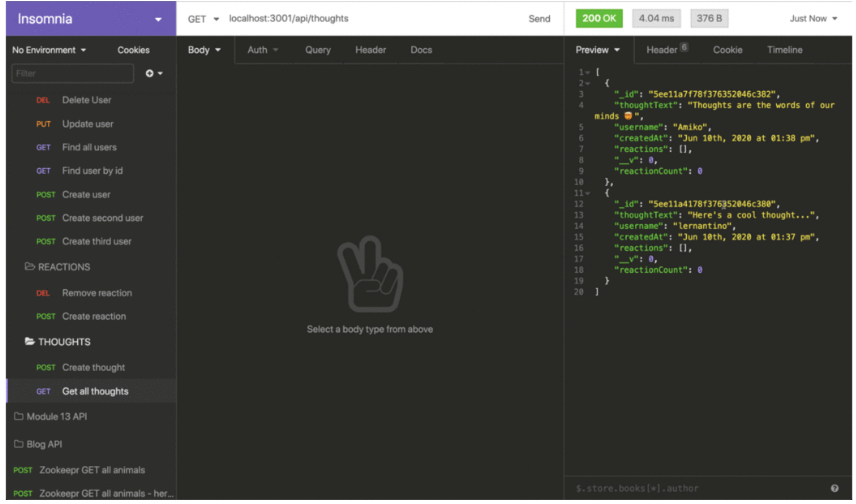 Insomnia
GET localhost:3001/api/thoughts Send
200 OK 4.04 ms 376 B Just Now
No Environment Cookies
Body Auth Query Header Docs
Preview Header 6 Cookie Timeline
Filter
DEL Delete User
PUT Update user
GET Find all users
GET Find user by id
POST Create user
POST Create second user
POST Create third user
REACTIONS
DEL Remove reaction
POST Create reaction
THOUGHTS
POST Create thought
GET Get all thoughts
Module 13 API
Blog API
POST Zookeepr GET all animals
POST Zookeepr GET all animals - her...
Select a body type from above
1 [
2 {
3 "_id": "5ee11a7f78f376352046c382",
4 "thoughtText": "Thoughts are the words of our
minds 🤯",
5 "username": "Amiko",
6 "createdAt": "Jun 10th, 2020 at 01:38 pm",
7 "reactions": [],
8 "__v": 0,
9 "reactionCount": 0
10 },
11 {
12 "_id": "5ee11a4178f376352046c380",
13 "thoughtText": "Here's a cool thought...",
14 "username": "lernantino",
15 "createdAt": "Jun 10th, 2020 at 01:37 pm",
16 "reactions": [],
17 "__v": 0,
18 "reactionCount": 0
19 }
20 ]
$.store.books[*].author